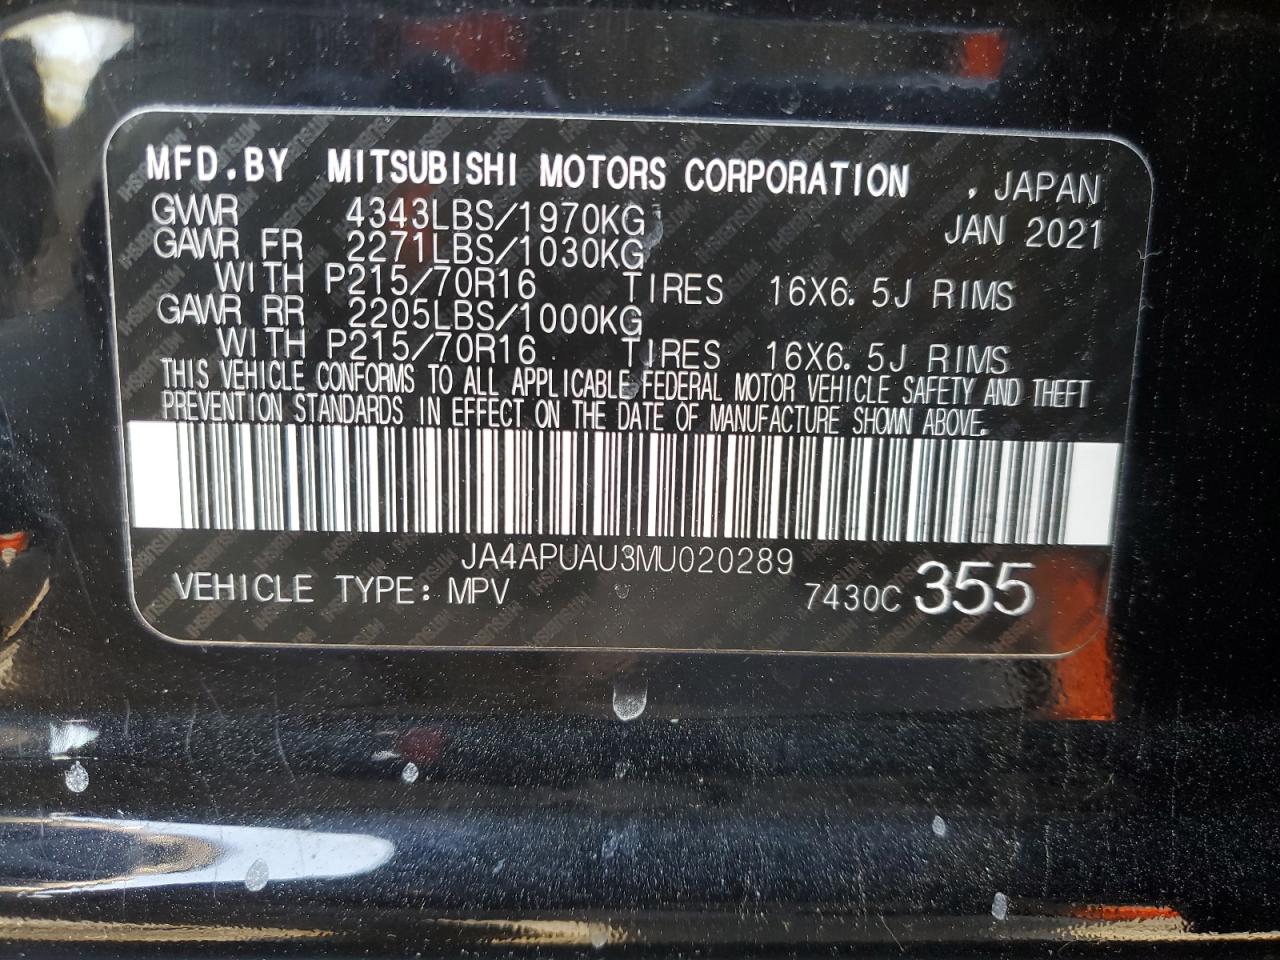 MFD.BY MITSUBISHI MOTORS CORPORATION , JAPAN
GVWR 4343LBS/1970KG JAN 2021
GAWR FR 2271LBS/1030KG
WITH P215/70R16 TIRES 16X6.5J RIMS
GAWR RR 2205LBS/1000KG
WITH P215/70R16 TIRES 16X6.5J RIMS
THIS VEHICLE CONFORMS TO ALL APPLICABLE FEDERAL MOTOR VEHICLE SAFETY AND THEFT
PREVENTION STANDARDS IN EFFECT ON THE DATE OF MANUFACTURE SHOWN ABOVE.
JA4APUAU3MU020289
VEHICLE TYPE: MPV 7430C 355